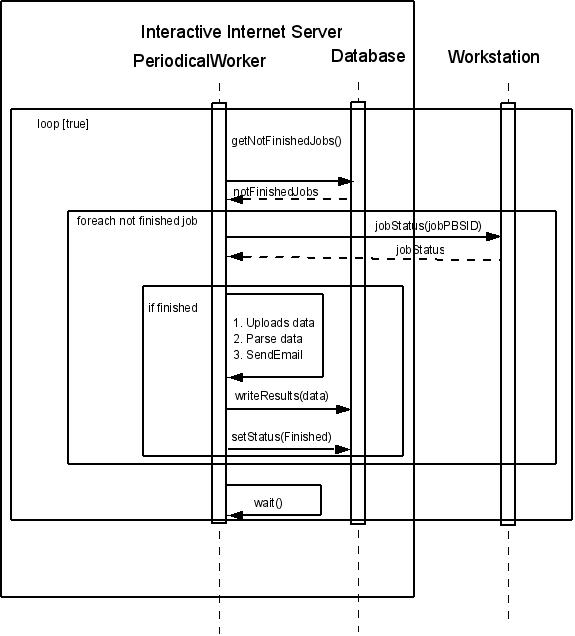 Interactive Internet Server
PeriodicalWorker
Database
Workstation
loop [true]
getNotFinishedJobs()
notFinishedJobs
foreach not finished job
jobStatus(jobPBSID)
jobStatus
if finished
1. Uploads data
2. Parse data
3. SendEmail
writeResults(data)
setStatus(Finished)
wait()